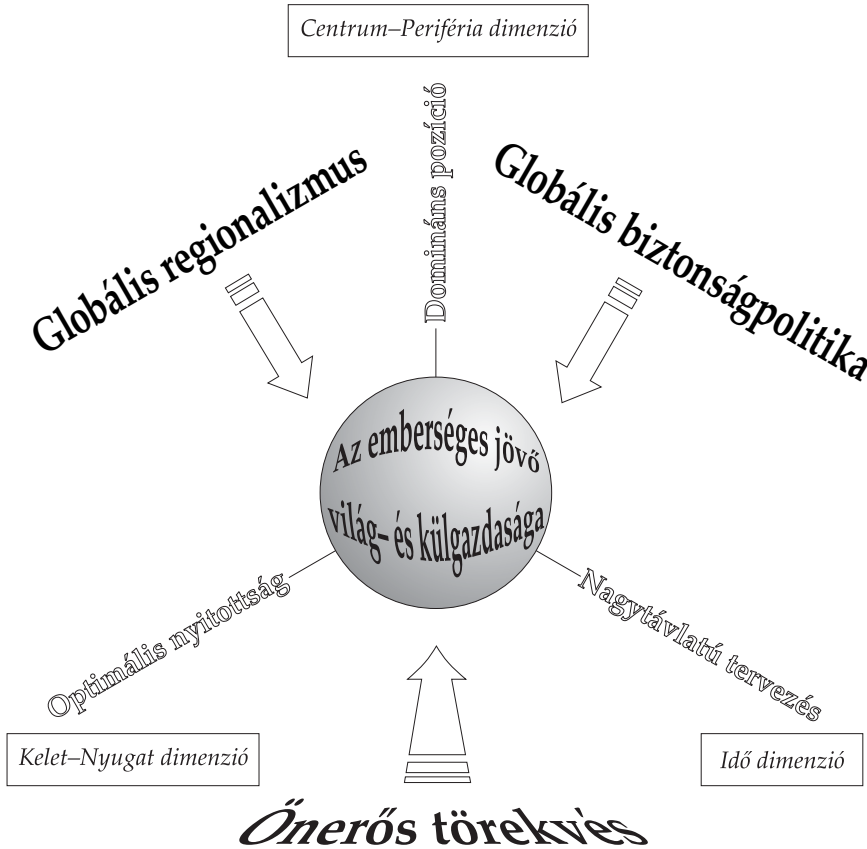 Centrum–Periféria dimenzió
Domináns pozíció
Globális regionalizmus
Globális biztonságpolitika
Az emberséges jövő
világ– és külgazdasága
Optimális nyitottság
Nagytávlatú tervezés
Kelet–Nyugat dimenzió
Idő dimenzió
Őnerős törekvés